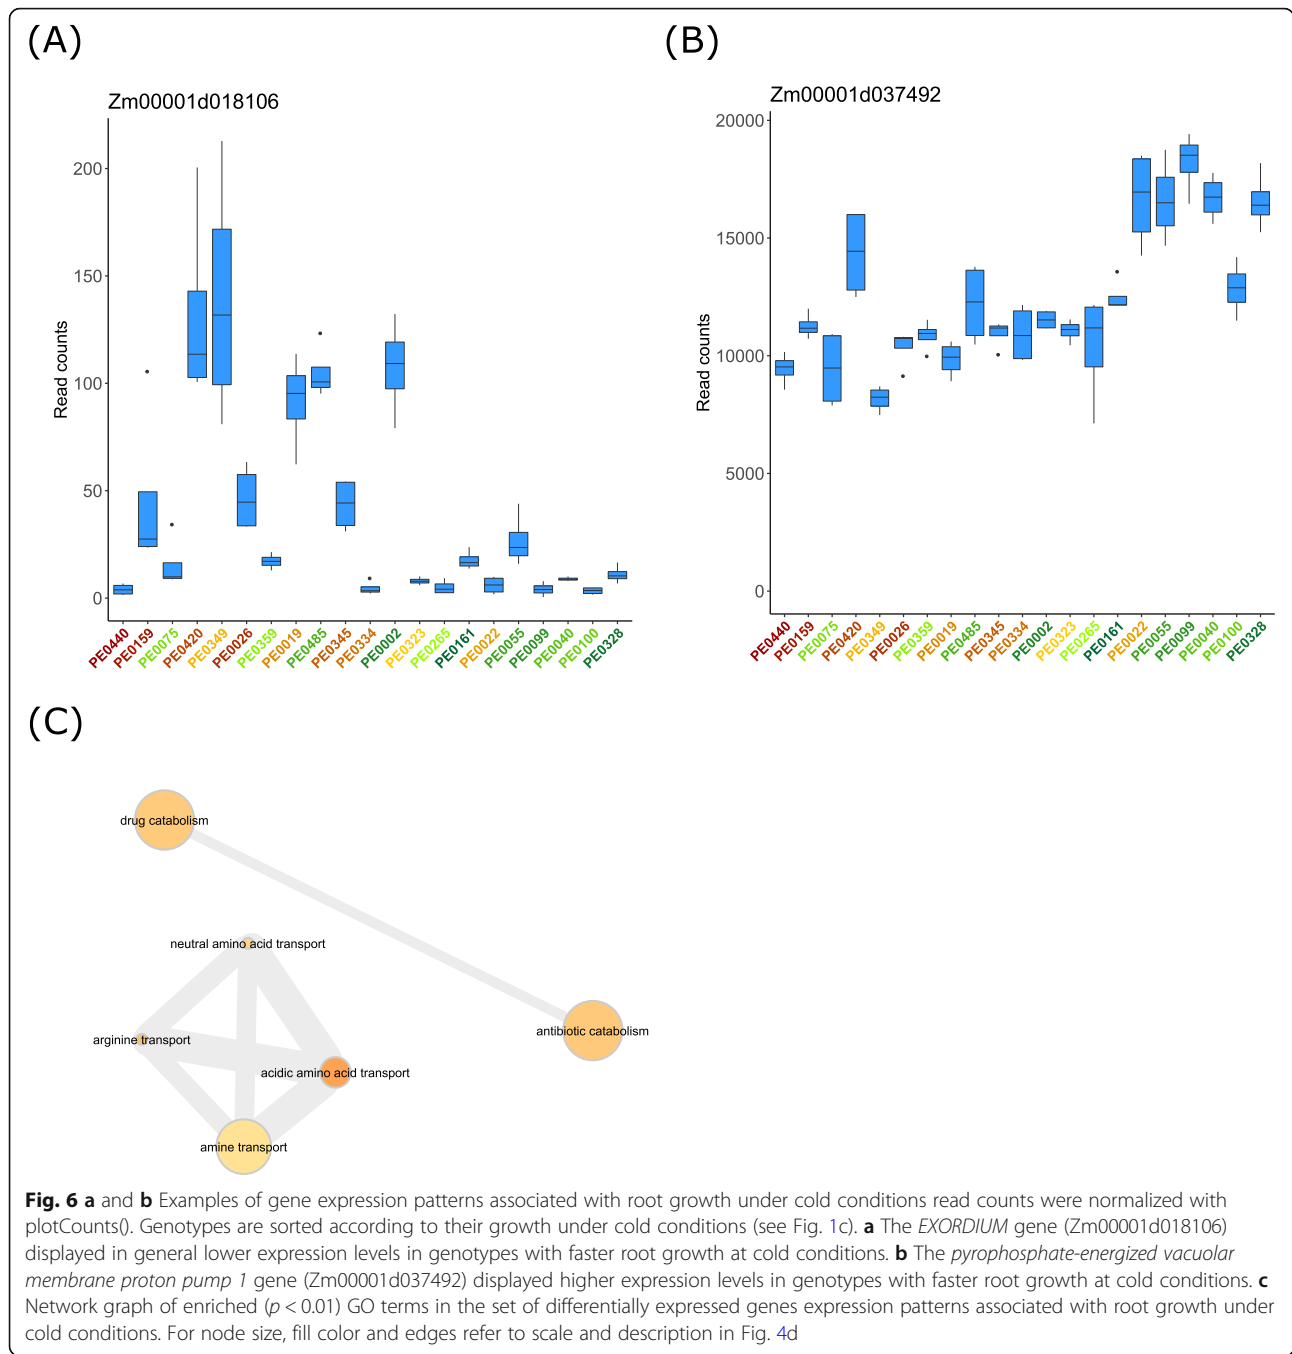 (A)
Zm00001d018106
Read counts
200
150
100
50
0
PE0440
PE0159
PE0075
PE0420
PE0349
PE0026
PE0359
PE0019
PE0485
PE0345
PE0334
PE0002
PE0323
PE0265
PE0161
PE0022
PE0055
PE0099
PE0040
PE0100
PE0328
(B)
Zm00001d037492
Read counts
20000
15000
10000
5000
0
PE0440
PE0159
PE0075
PE0420
PE0349
PE0026
PE0359
PE0019
PE0485
PE0345
PE0334
PE0002
PE0323
PE0265
PE0161
PE0022
PE0055
PE0099
PE0040
PE0100
PE0328
(C)
drug catabolism
neutral amino acid transport
antibiotic catabolism
arginine transport
acidic amino acid transport
amine transport
Fig. 6 a and b Examples of gene expression patterns associated with root growth under cold conditions read counts were normalized with
plotCounts(). Genotypes are sorted according to their growth under cold conditions (see Fig. 1c). a The EXORDIUM gene (Zm00001d018106)
displayed in general lower expression levels in genotypes with faster root growth at cold conditions. b The pyrophosphate-energized vacuolar
membrane proton pump 1 gene (Zm00001d037492) displayed higher expression levels in genotypes with faster root growth at cold conditions. c
Network graph of enriched (p < 0.01) GO terms in the set of differentially expressed genes expression patterns associated with root growth under
cold conditions. For node size, fill color and edges refer to scale and description in Fig. 4d